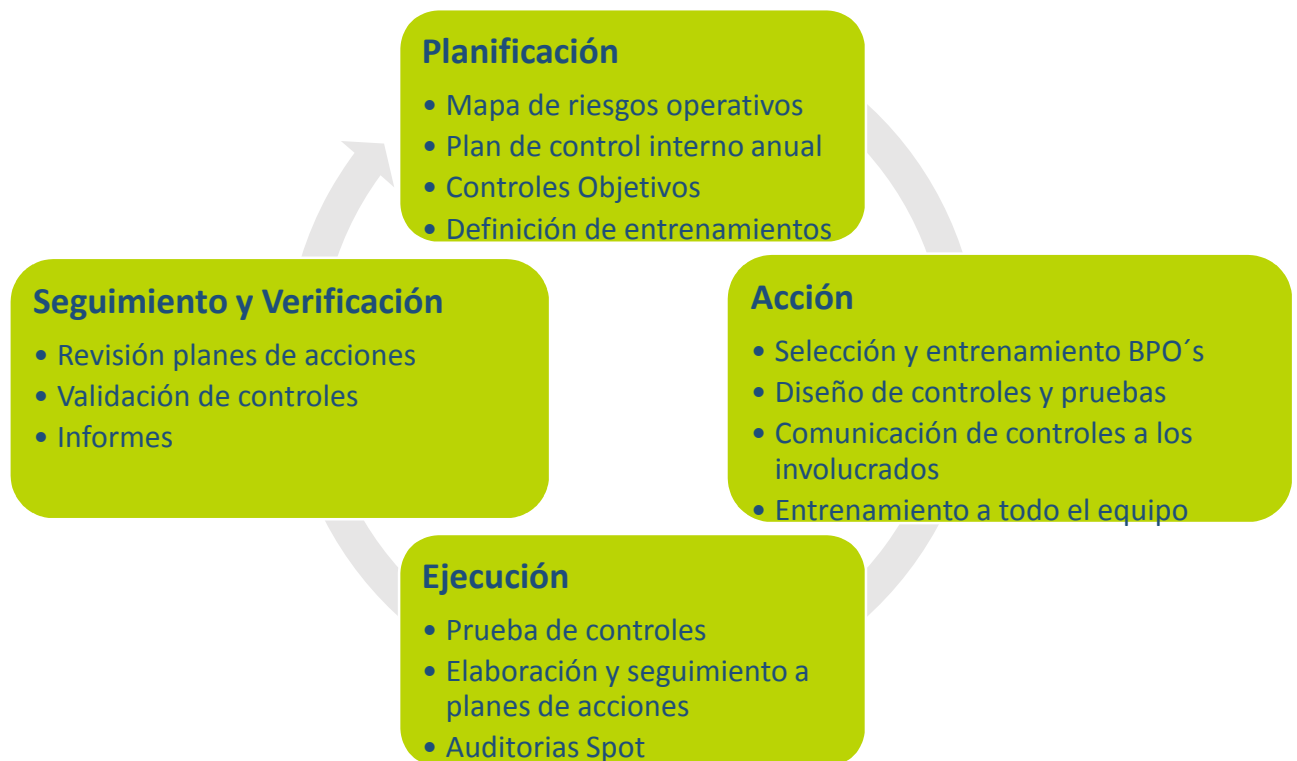 Planificación
• Mapa de riesgos operativos
• Plan de control interno anual
• Controles Objetivos
• Definición de entrenamientos
Seguimiento y Verificación
• Revisión planes de acciones
• Validación de controles
• Informes
Acción
• Selección y entrenamiento BPO´s
• Diseño de controles y pruebas
• Comunicación de controles a los
involucrados
• Entrenamiento a todo el equipo
Ejecución
• Prueba de controles
• Elaboración y seguimiento a
planes de acciones
• Auditorias Spot